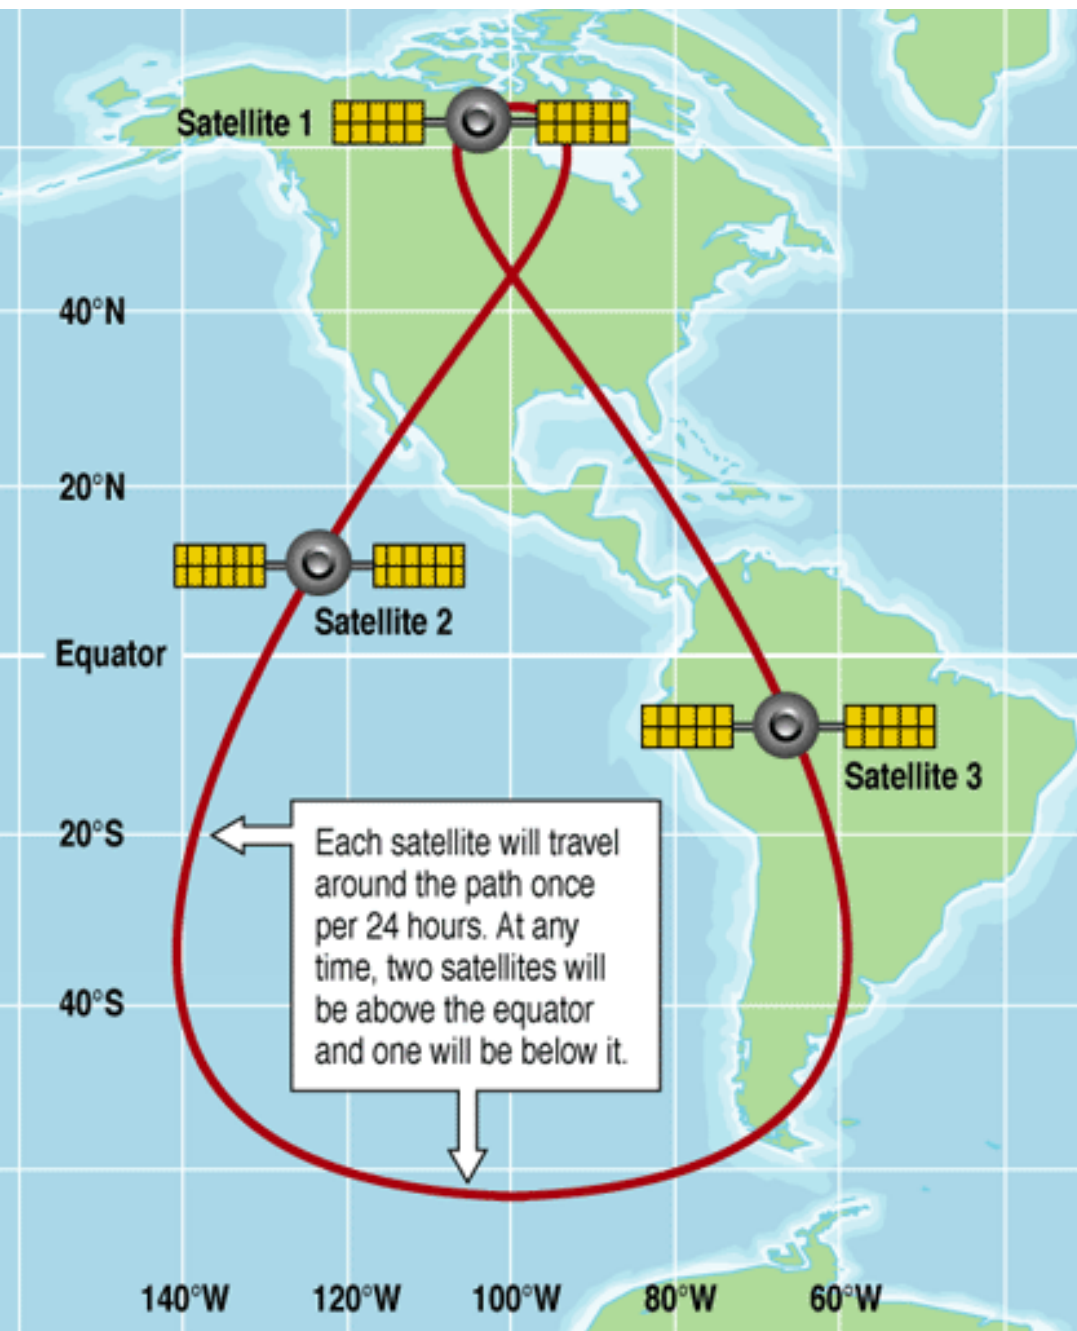 Satellite 1
40°N
20°N
Satellite 2
Equator
Satellite 3
20°S
Each satellite will travel
around the path once
per 24 hours. At any
time, two satellites will
be above the equator
and one will be below it.
40°S
140°W 120°W 100°W 80°W 60°W